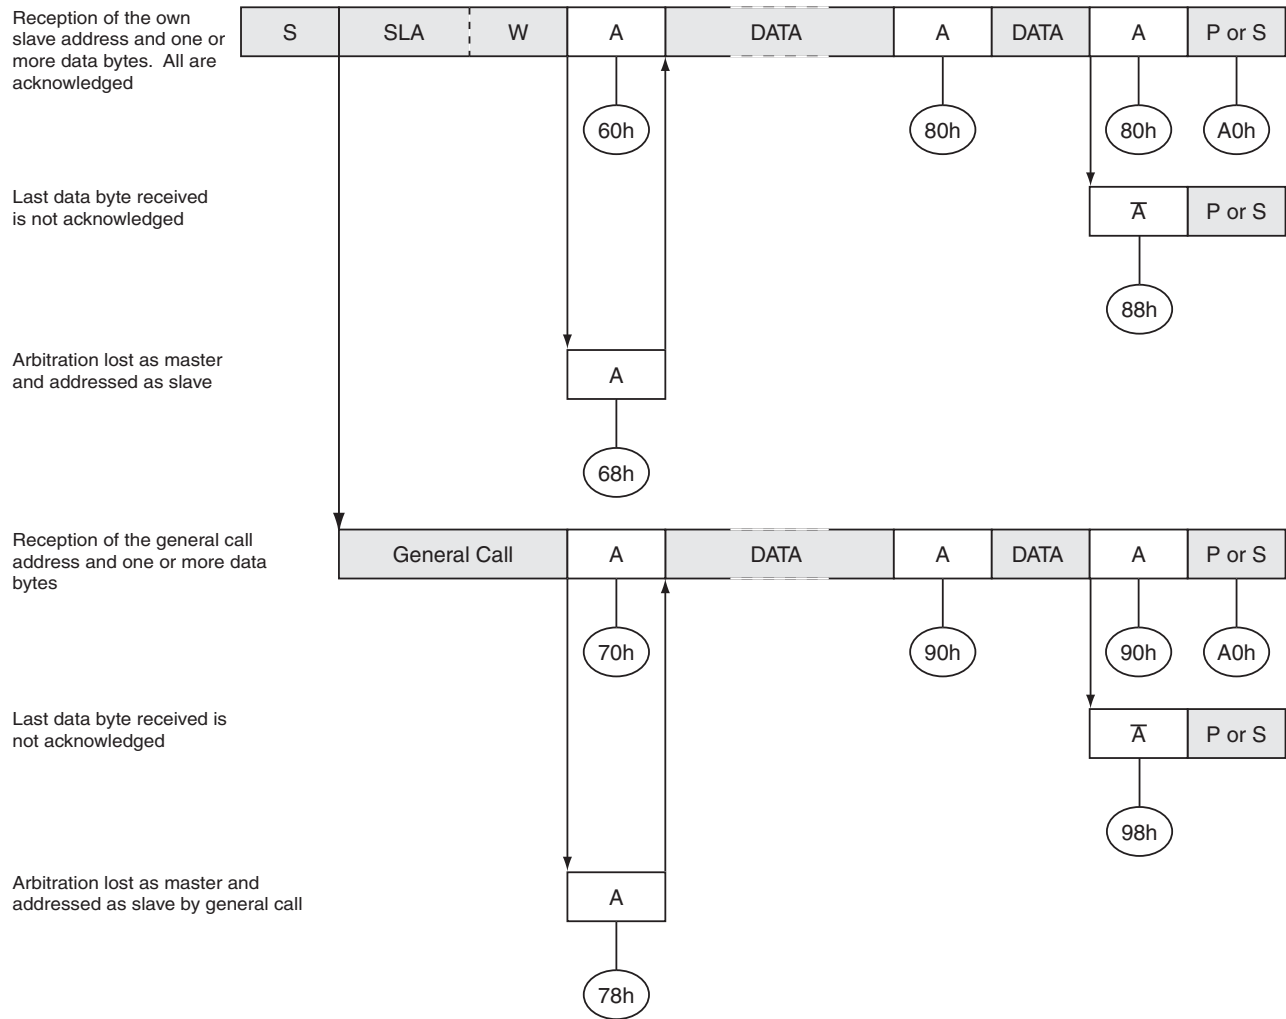 Reception of the own
slave address and one or
more data bytes. All are
acknowledged
S SLA W A DATA A DATA A P or S
60h 80h 80h A0h
Last data byte received
is not acknowledged
A̅ P or S
88h
Arbitration lost as master
and addressed as slave
A
68h
Reception of the general call
address and one or more data
bytes
General Call A DATA A DATA A P or S
70h 90h 90h A0h
Last data byte received is
not acknowledged
A̅ P or S
98h
Arbitration lost as master and
addressed as slave by general call
A
78h